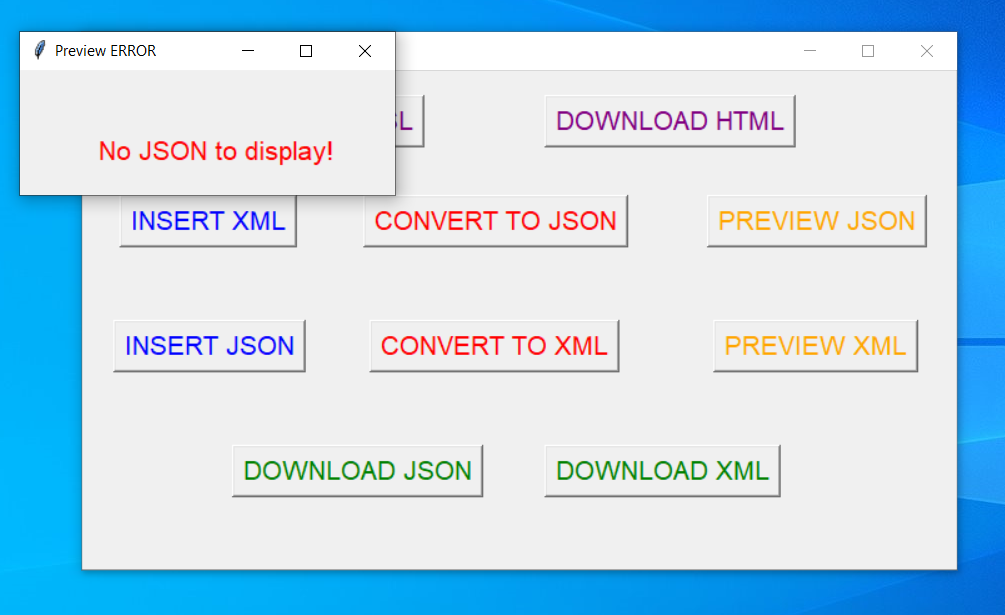 Preview ERROR
No JSON to display!
DOWNLOAD HTML
INSERT XML
CONVERT TO JSON
PREVIEW JSON
INSERT JSON
CONVERT TO XML
PREVIEW XML
DOWNLOAD JSON
DOWNLOAD XML